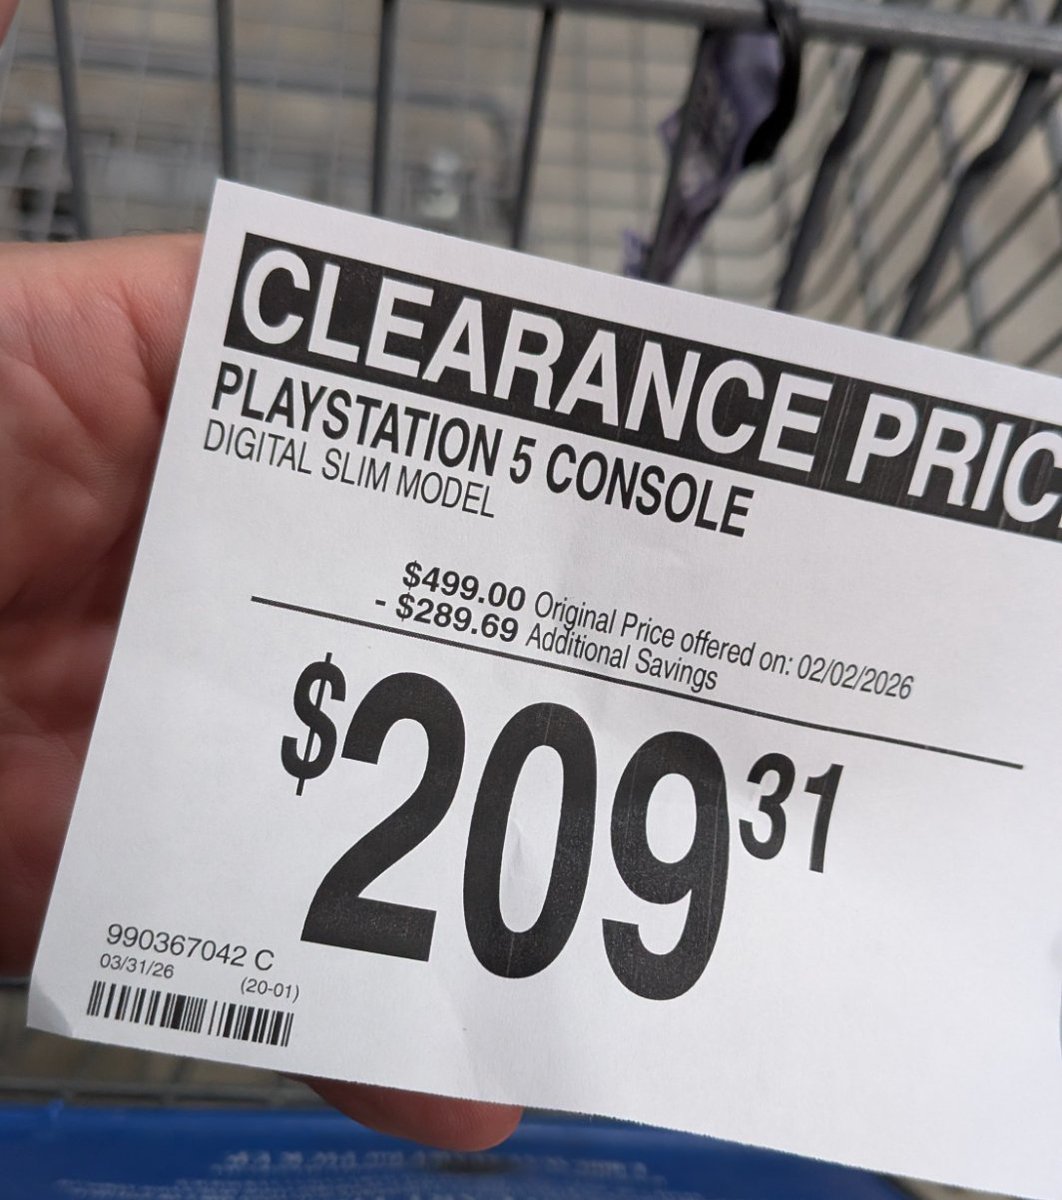 CLEARANCE PRIC
PLAYSTATION 5 CONSOLE
DIGITAL SLIM MODEL
$499.00 Original Price offered on: 02/02/2026
- $289.69 Additional Savings
$209 31
990367042 C
03/31/26
(20-01)